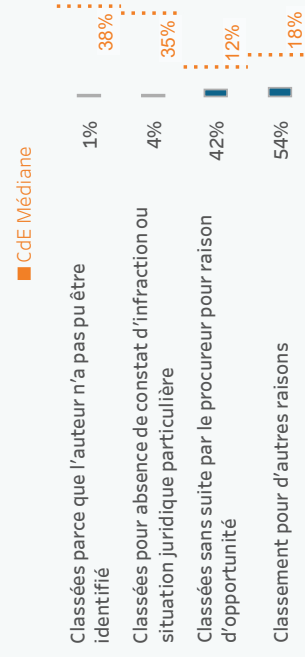 CdE Médiane
Classées parce que l'auteur n'a pas pu être
identifié
1%
38%
Classées pour absence de constat d'infraction ou
situation juridique particulière
4%
35%
Classées sans suite par le procureur pour raison
d'opportunité
42%
12%
Classement pour d'autres raisons
54%
18%